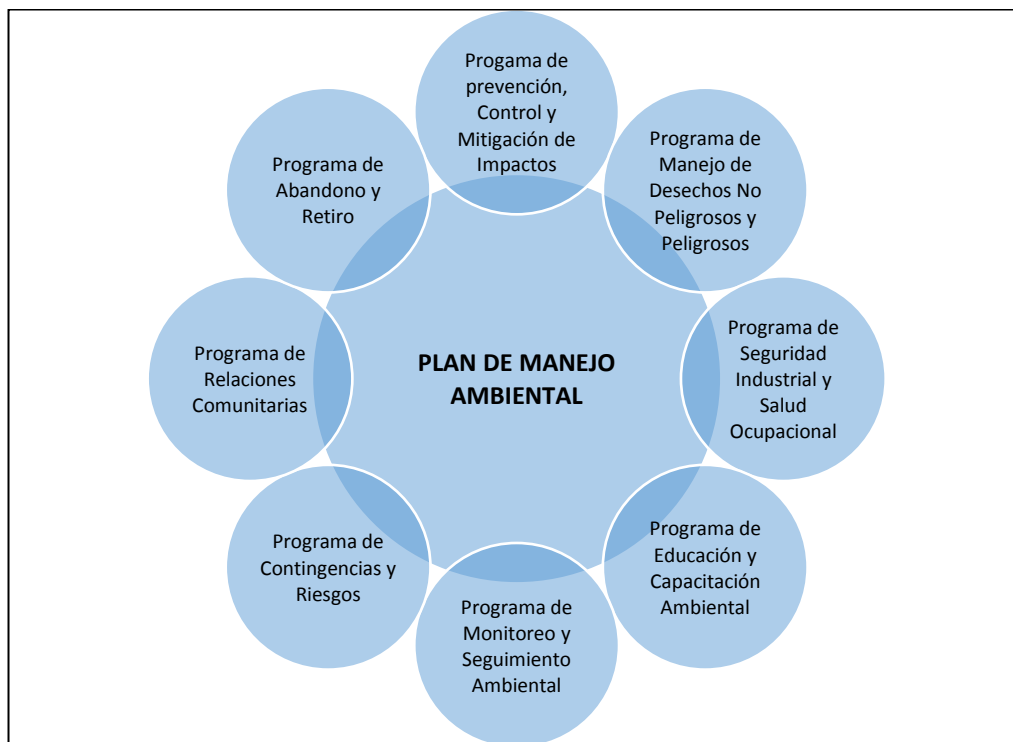 Progama de
prevención,
Control y
Mitigación de
Impactos
Programa de
Manejo de
Desechos No
Peligrosos y
Peligrosos
Programa de
Seguridad
Industrial y
Salud
Ocupacional
Programa de
Educación y
Capacitación
Ambiental
Programa de
Monitoreo y
Seguimiento
Ambiental
Programa de
Contingencias y
Riesgos
Programa de
Relaciones
Comunitarias
Programa de
Abandono y
Retiro
PLAN DE MANEJO
AMBIENTAL